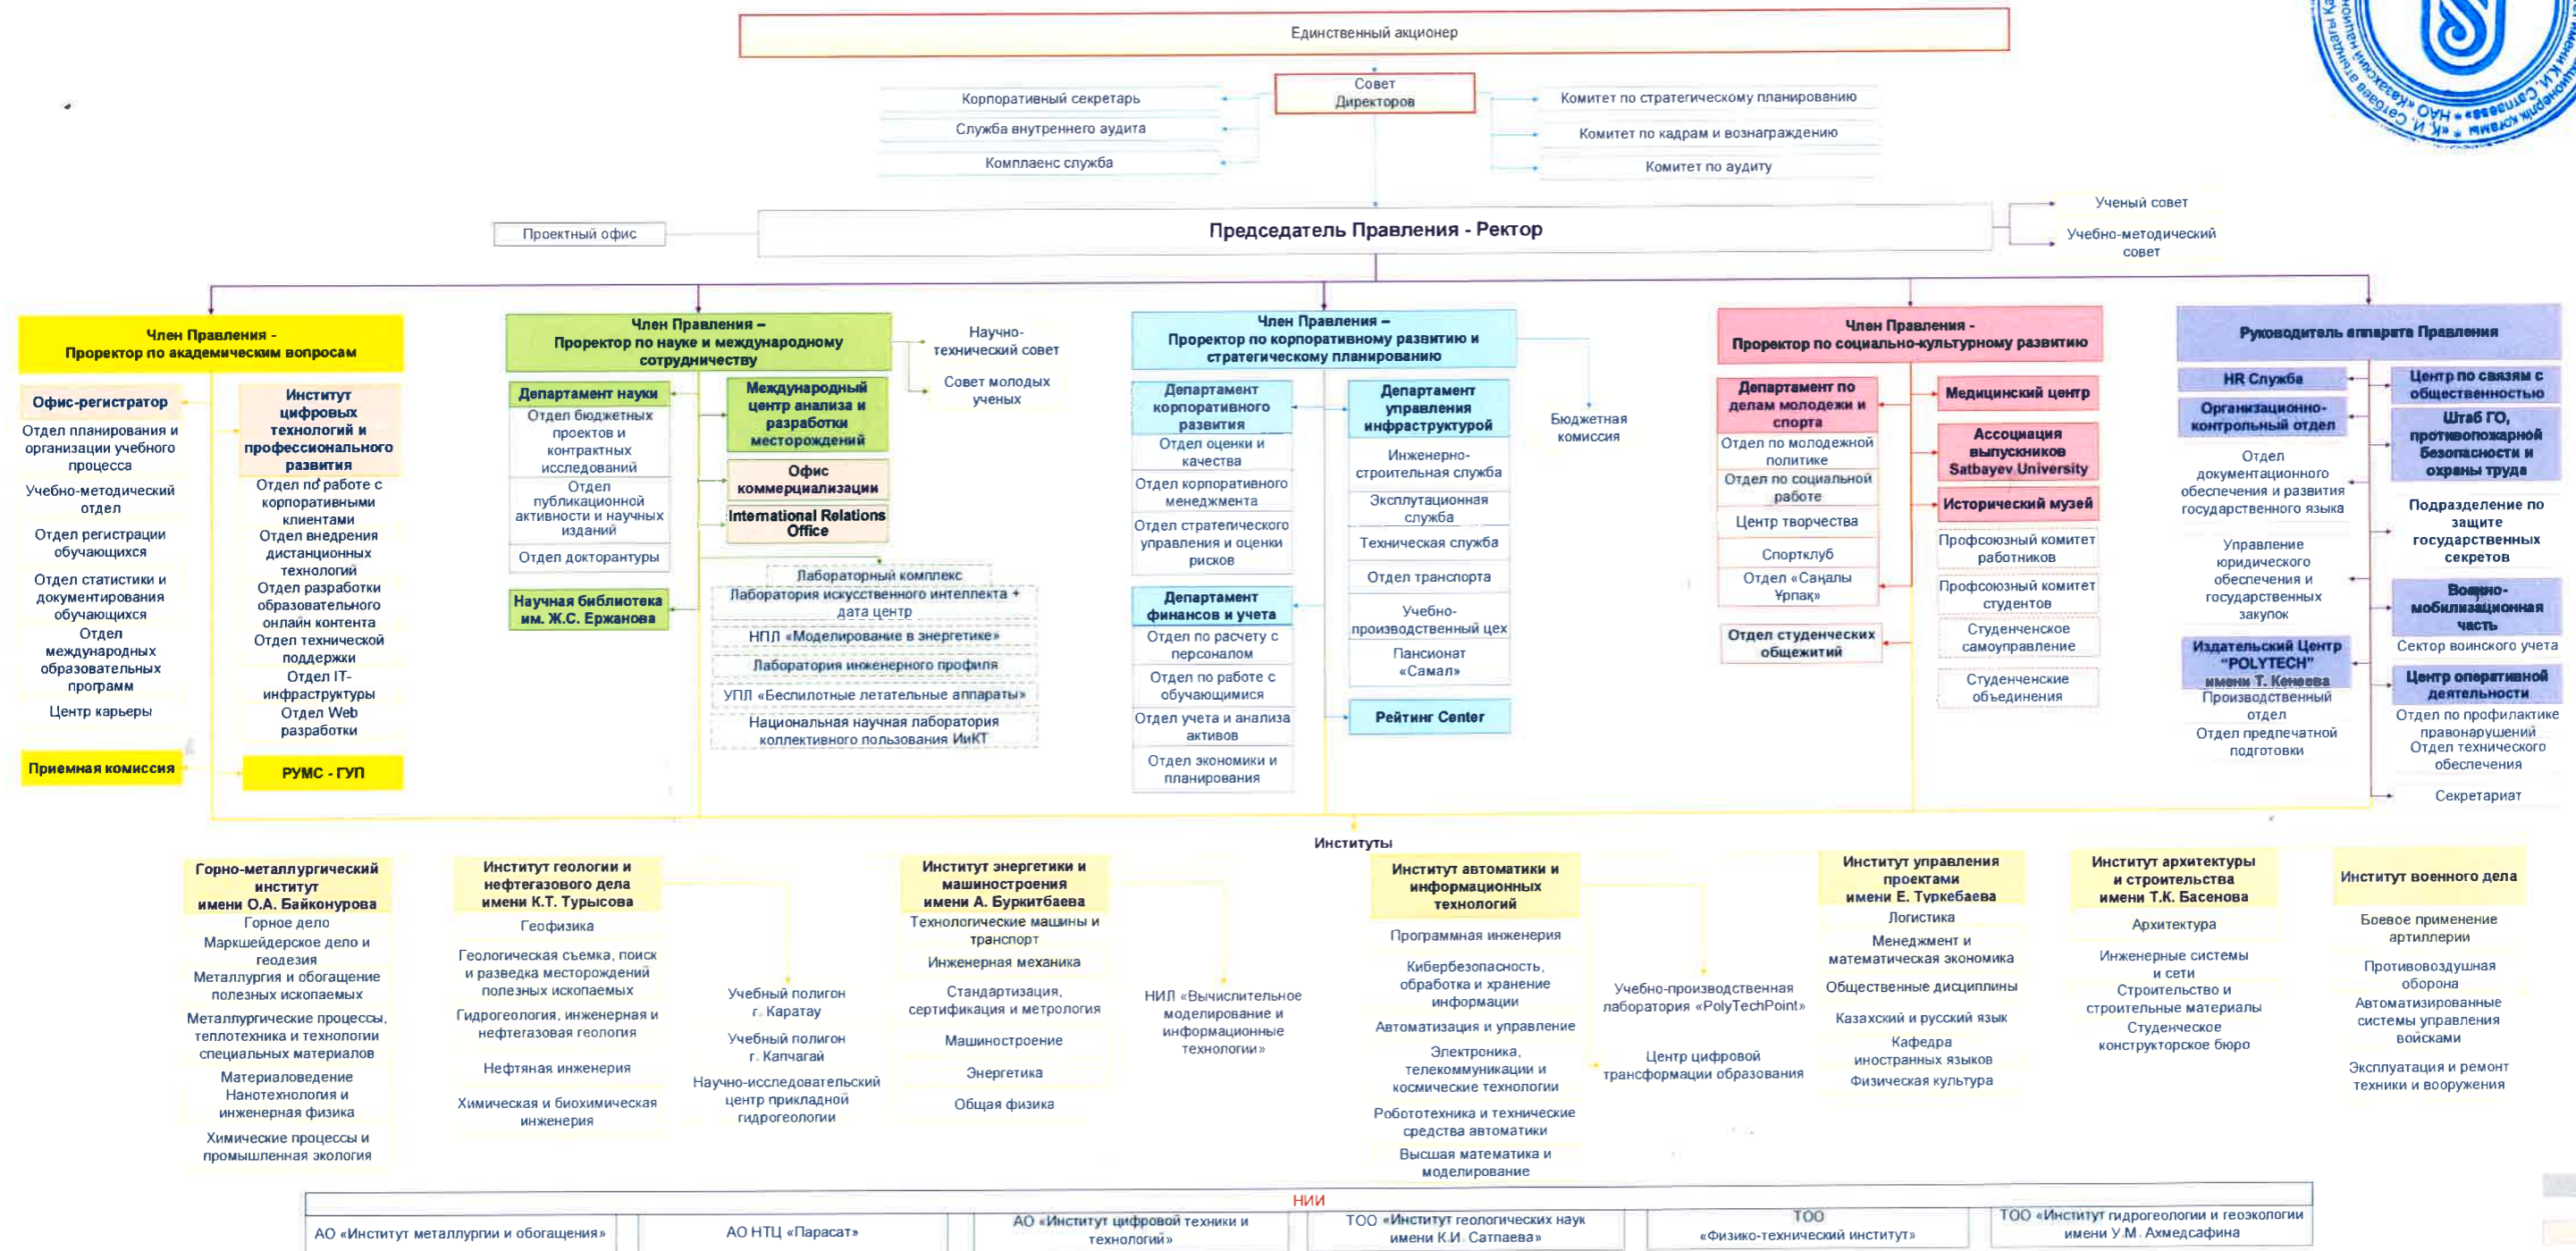 Единственный акционер
Совет
Директоров
Корпоративный секретарь
Служба внутреннего аудита
Комплаенс служба
Комитет по стратегическому планированию
Комитет по кадрам и вознаграждению
Комитет по аудиту
Проектный офис
Председатель Правления - Ректор
Ученый совет
Учебно-методический
совет
Член Правления -
Проректор по академическим вопросам
Офис-регистратор
Отдел планирования и
организации учебного
процесса
Учебно-методический
отдел
Отдел регистрации
обучающихся
Отдел статистики и
документирования
обучающихся
Отдел
международных
образовательных
программ
Центр карьеры
Приемная комиссия
Институт
цифровых
технологий и
профессионального
развития
Отдел по работе с
корпоративными
клиентами
Отдел внедрения
дистанционных
технологий
Отдел разработки
образовательного
онлайн контента
Отдел технической
поддержки
Отдел IT-
инфраструктуры
Отдел Web
разработки
РУМС - ГУП
Член Правления –
Проректор по науке и международному
сотрудничеству
Научно-
технический совет
Совет молодых
ученых
Департамент науки
Отдел бюджетных
проектов и
контрактных
исследований
Отдел
публикационной
активности и научных
изданий
Отдел докторантуры
Научная библиотека
им. Ж.С. Ержанова
Международный
центр анализа и
разработки
месторождений
Офис
коммерциализации
International Relations
Office
Лабораторный комплекс
Лаборатория искусственного интеллекта +
дата центр
НПЛ «Моделирование в энергетике»
Лаборатория инженерного профиля
УПЛ «Беспилотные летательные аппараты»
Национальная научная лаборатория
коллективного пользования ИиКТ
Член Правления –
Проректор по корпоративному развитию и
стратегическому планированию
Бюджетная
комиссия
Департамент
корпоративного
развития
Отдел оценки и
качества
Отдел корпоративного
менеджмента
Отдел стратегического
управления и оценки
рисков
Департамент
финансов и учета
Отдел по расчету с
персоналом
Отдел по работе с
обучающимися
Отдел учета и анализа
активов
Отдел экономики и
планирования
Департамент
управления
инфраструктурой
Инженерно-
строительная служба
Эксплутационная
служба
Техническая служба
Отдел транспорта
Учебно-
производственный цех
Пансионат
«Самал»
Рейтинг Center
Член Правления -
Проректор по социально-культурному развитию
Департамент по
делам молодежи и
спорта
Отдел по молодежной
политике
Отдел по социальной
работе
Центр творчества
Спортклуб
Отдел «Саңалы
Ұрпақ»
Отдел студенческих
общежитий
Медицинский центр
Ассоциация
выпускников
Satbayev University
Исторический музей
Профсоюзный комитет
работников
Профсоюзный комитет
студентов
Студенческое
самоуправление
Студенческие
объединения
Руководитель аппарата Правления
HR Служба
Организационно-
контрольный отдел
Отдел
документационного
обеспечения и развития
государственного языка
Управление
юридического
обеспечения и
государственных
закупок
Издательский Центр
"POLYTECH"
имени Т. Кенеева
Производственный
отдел
Отдел предпечатной
подготовки
Центр по связям с
общественностью
Штаб ГО,
противопожарной
безопасности и
охраны труда
Подразделение по
защите
государственных
секретов
Военно-
мобилизационная
часть
Сектор воинского учета
Центр оперативной
деятельности
Отдел по профилактике
правонарушений
Отдел технического
обеспечения
Секретариат
Институты
Горно-металлургический
институт
имени О.А. Байконурова
Горное дело
Маркшейдерское дело и
геодезия
Металлургия и обогащение
полезных ископаемых
Металлургические процессы,
теплотехника и технологии
специальных материалов
Материаловедение
Нанотехнология и
инженерная физика
Химические процессы и
промышленная экология
Институт геологии и
нефтегазового дела
имени К.Т. Турысова
Геофизика
Геологическая съемка, поиск
и разведка месторождений
полезных ископаемых
Гидрогеология, инженерная и
нефтегазовая геология
Нефтяная инженерия
Химическая и биохимическая
инженерия
Учебный полигон
г. Каратау
Учебный полигон
г. Капчагай
Научно-исследовательский
центр прикладной
гидрогеологии
Институт энергетики и
машиностроения
имени А. Буркитбаева
Технологические машины и
транспорт
Инженерная механика
Стандартизация,
сертификация и метрология
Машиностроение
Энергетика
Общая физика
НИЛ «Вычислительное
моделирование и
информационные
технологии»
Институт автоматики и
информационных
технологий
Программная инженерия
Кибербезопасность,
обработка и хранение
информации
Автоматизация и управление
Электроника,
телекоммуникации и
космические технологии
Робототехника и технические
средства автоматики
Высшая математика и
моделирование
Учебно-производственная
лаборатория «PolyTechPoint»
Центр цифровой
трансформации образования
Институт управления
проектами
имени Е. Туркебаева
Логистика
Менеджмент и
математическая экономика
Общественные дисциплины
Казахский и русский язык
Кафедра
иностранных языков
Физическая культура
Институт архитектуры
и строительства
имени Т.К. Басенова
Архитектура
Инженерные системы
и сети
Строительство и
строительные материалы
Студенческое
конструкторское бюро
Институт военного дела
Боевое применение
артиллерии
Противовоздушная
оборона
Автоматизированные
системы управления
войсками
Эксплуатация и ремонт
техники и вооружения
НИИ
АО «Институт металлургии и обогащения»
АО НТЦ «Парасат»
АО «Институт цифровой техники и
технологий»
ТОО «Институт геологических наук
имени К.И. Сатпаева»
ТОО
«Физико-технический институт»
ТОО «Институт гидрогеологии и геоэкологии
имени У.М. Ахмедсафина